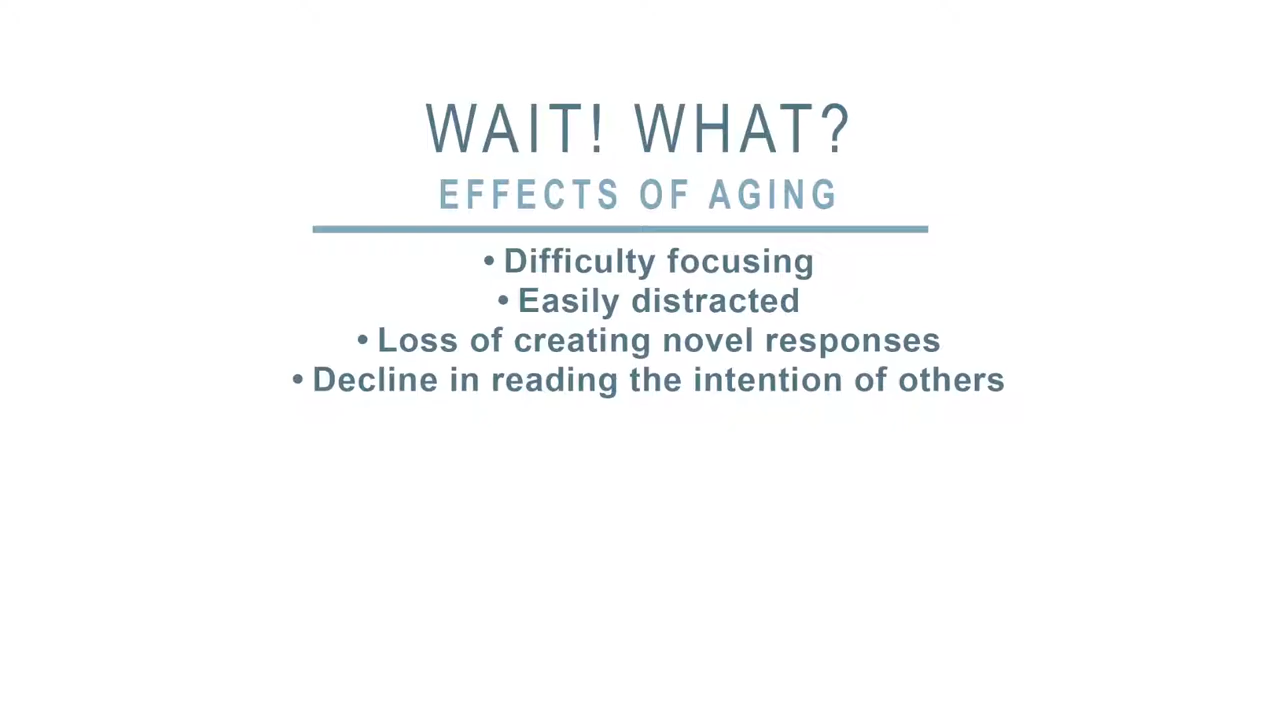 WAIT! WHAT?
EFFECTS OF AGING
• Difficulty focusing
• Easily distracted
• Loss of creating novel responses
• Decline in reading the intention of others